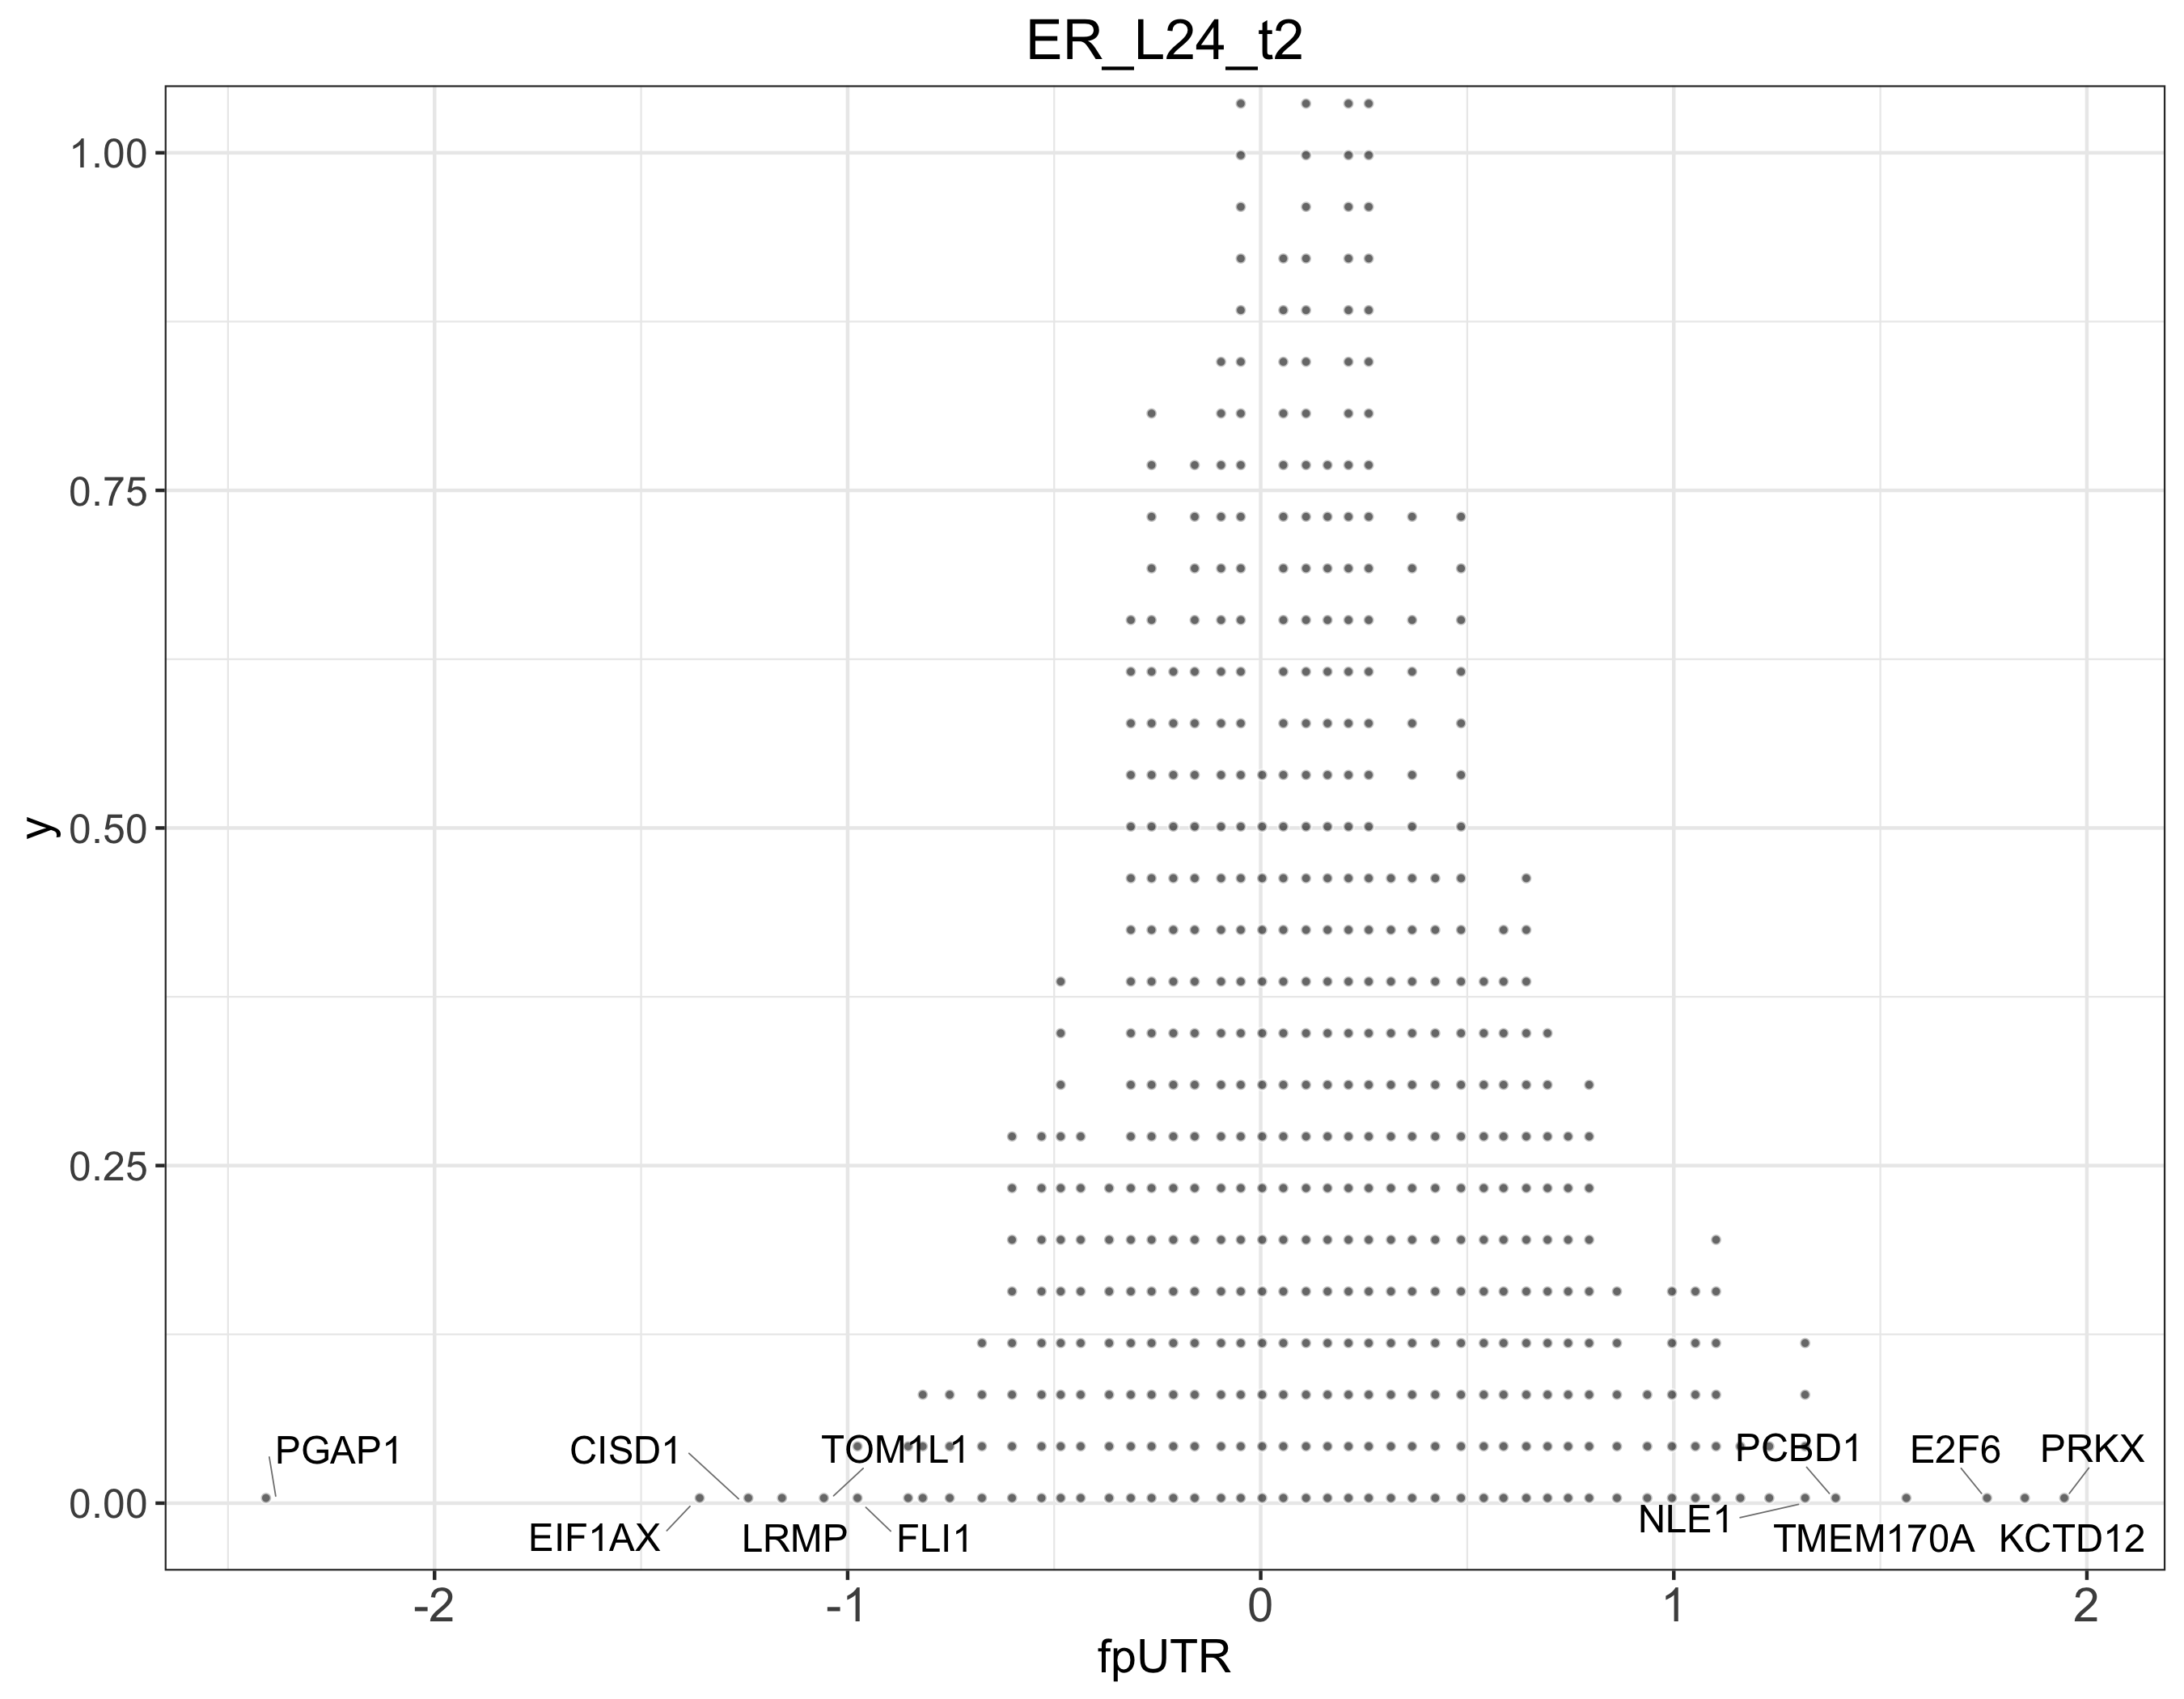 ER_L24_t2
1.00
0.75
0.50
0.25
0.00
y
PGAP1
CISD1
TOM1L1
PCBD1
E2F6
PRKX
EIF1AX
LRMP
FLI1
NLE1
TMEM170A
KCTD12
-2
-1
0
1
2
fpUTR